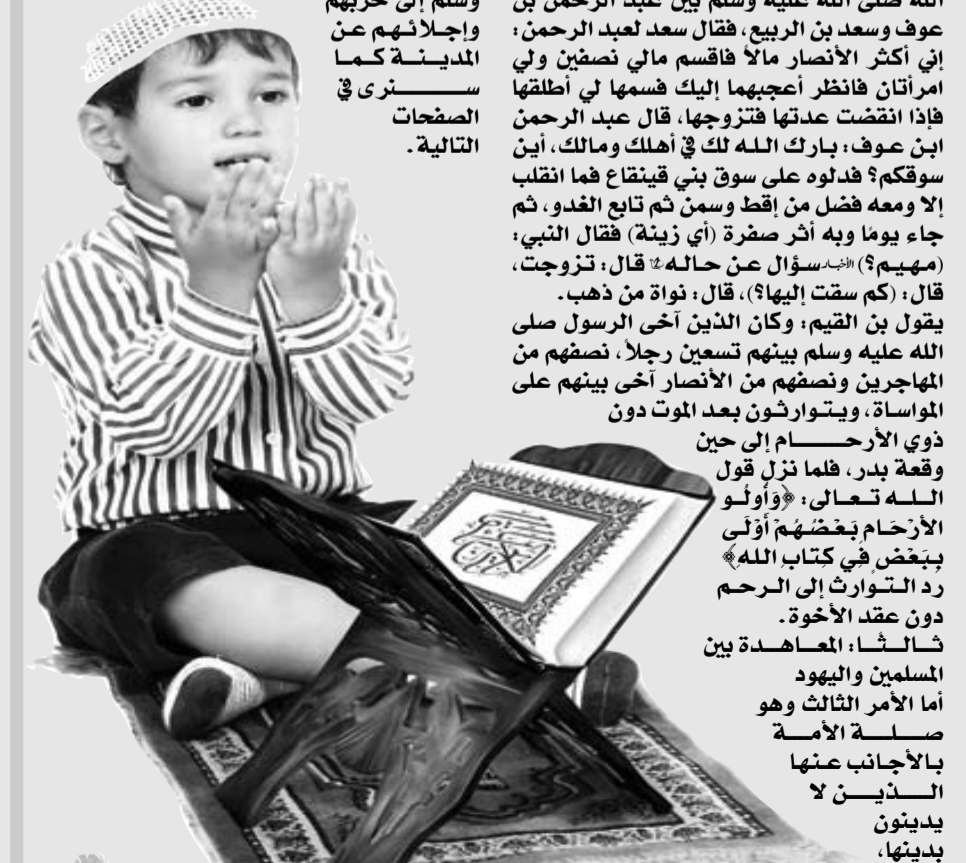 الله صلى الله عليه وسلم بين عبد الرحمن بن
عوف وسعد بن الربيع، فقال سعد لعبد الرحمن:
إني أكثر الأنصار مالاً فاقسم مالي نصفين ولي
امرأتان فانظر أعجبهما إليك فسمها لي أطلقها
فإذا انقضت عدتها فتزوجها، قال عبد الرحمن
ابن عوف: بارك الله لك في أهلك ومالك، أين
سوقكم؟ فدلوه على سوق بني قينقاع فما انقلب
إلا ومعه فضل من إقط وسمن ثم تابع الغدو، ثم
جاء يومًا وبه أثر صفرة (أي زينة) فقال النبي:
(مهيم؟) سؤال عن حاله قال: تزوجت،
قال: (كم سقت إليها؟)، قال: نواة من ذهب.
يقول بن القيم: وكان الذين آخى الرسول صلى
الله عليه وسلم بينهم تسعين رجلاً، نصفهم من
المهاجرين ونصفهم من الأنصار آخى بينهم على
المواساة، ويتوارثون بعد الموت دون
ذوي الأرحام إلى حين
وقعة بدر، فلما نزل قول
الله تعالى: ﴿وَأُولُو
الأرْحَامِ بَعْضُهُمْ أَوْلَى
بِبَعْضٍ فِي كِتَابِ الله﴾
رد التوارث إلى الرحم
دون عقد الأخوة.
ثالثًا: المعاهدة بين
المسلمين واليهود
أما الأمر الثالث وهو
صلة الأمة
بالأجانب عنها
الذين لا
يدينون
بدينها،
وسلم إلى حربهم
وإجلائهم عن
المدينة كما
سنرى في
الصفحات
التالية.